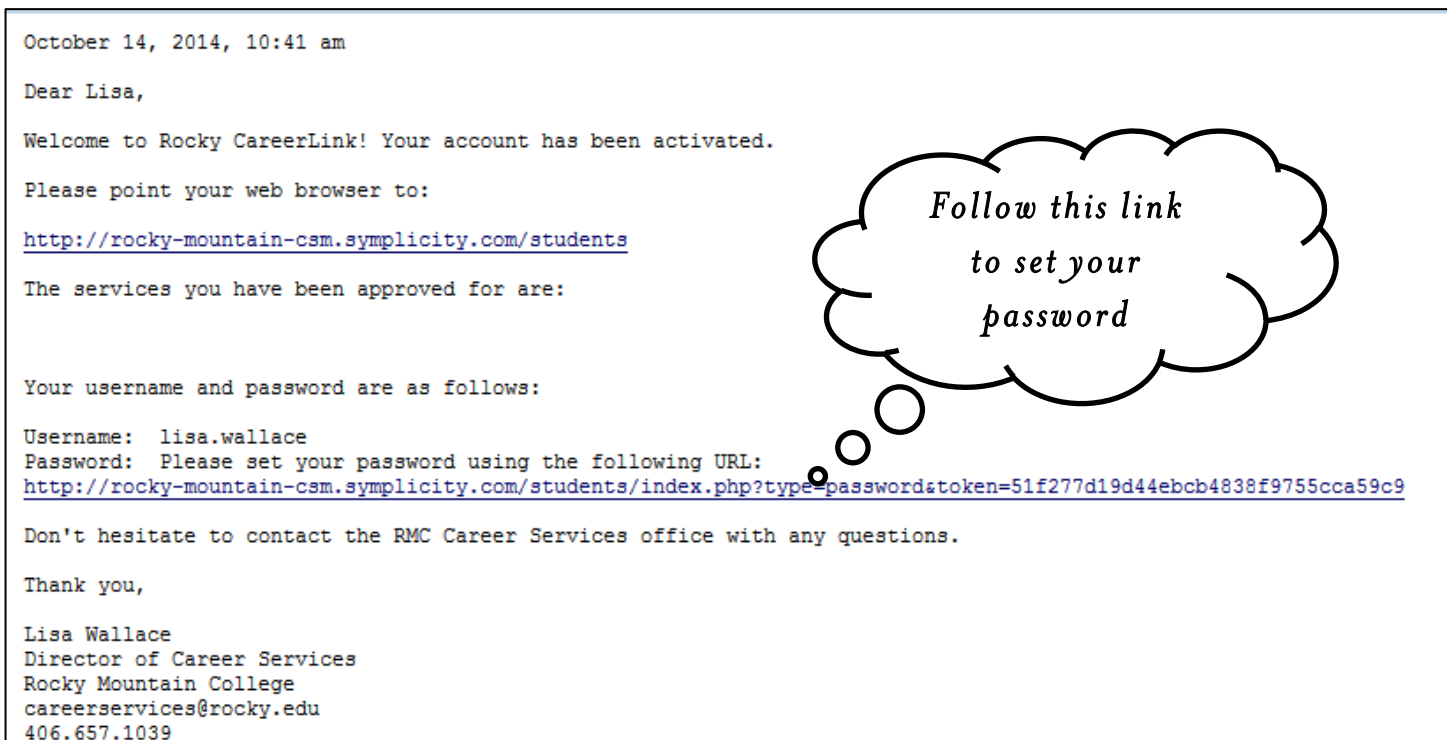 October 14, 2014, 10:41 am
Dear Lisa,
Welcome to Rocky CareerLink! Your account has been activated.
Please point your web browser to:
http://rocky-mountain-csm.symplicity.com/students
The services you have been approved for are:
Your username and password are as follows:
Username:  lisa.wallace
Password:  Please set your password using the following URL:
http://rocky-mountain-csm.symplicity.com/students/index.php?type=password&token=51f277d19d44ebcb4838f9755cca59c9
Don't hesitate to contact the RMC Career Services office with any questions.
Thank you,
Lisa Wallace
Director of Career Services
Rocky Mountain College
careerservices@rocky.edu
406.657.1039
Follow this link
to set your
password